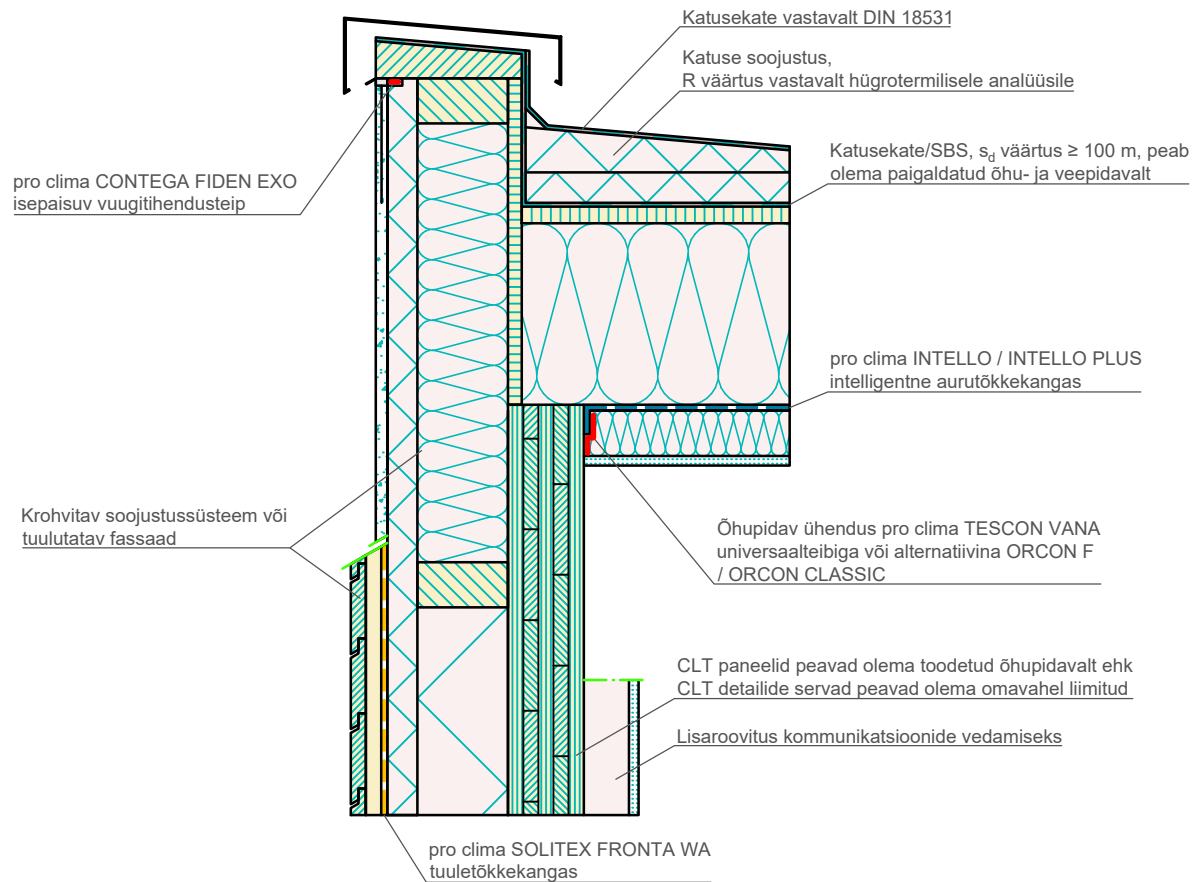 Katusekate vastavalt DIN 18531
Katuse soojustus,
R väärtus vastavalt hügrotermilisele analüüsile
Katusekate/SBS, sd väärtus ≥ 100 m, peab
olema paigaldatud õhu- ja veepidavalt
pro clima CONTEGA FIDEN EXO
isepaisuv vuugitihendusteip
pro clima INTELLO / INTELLO PLUS
intelligentne aurutõkkekangas
Krohvitav soojustussüsteem või
tuulutatav fassaad
Õhupidav ühendus pro clima TESCON VANA
universaalteibiga või alternatiivina ORCON F
/ ORCON CLASSIC
CLT paneelid peavad olema toodetud õhupidavalt ehk
CLT detailide servad peavad olema omavahel liimitud
Lisaroovitus kommunikatsioonide vedamiseks
pro clima SOLITEX FRONTA WA
tuuletõkkekangas